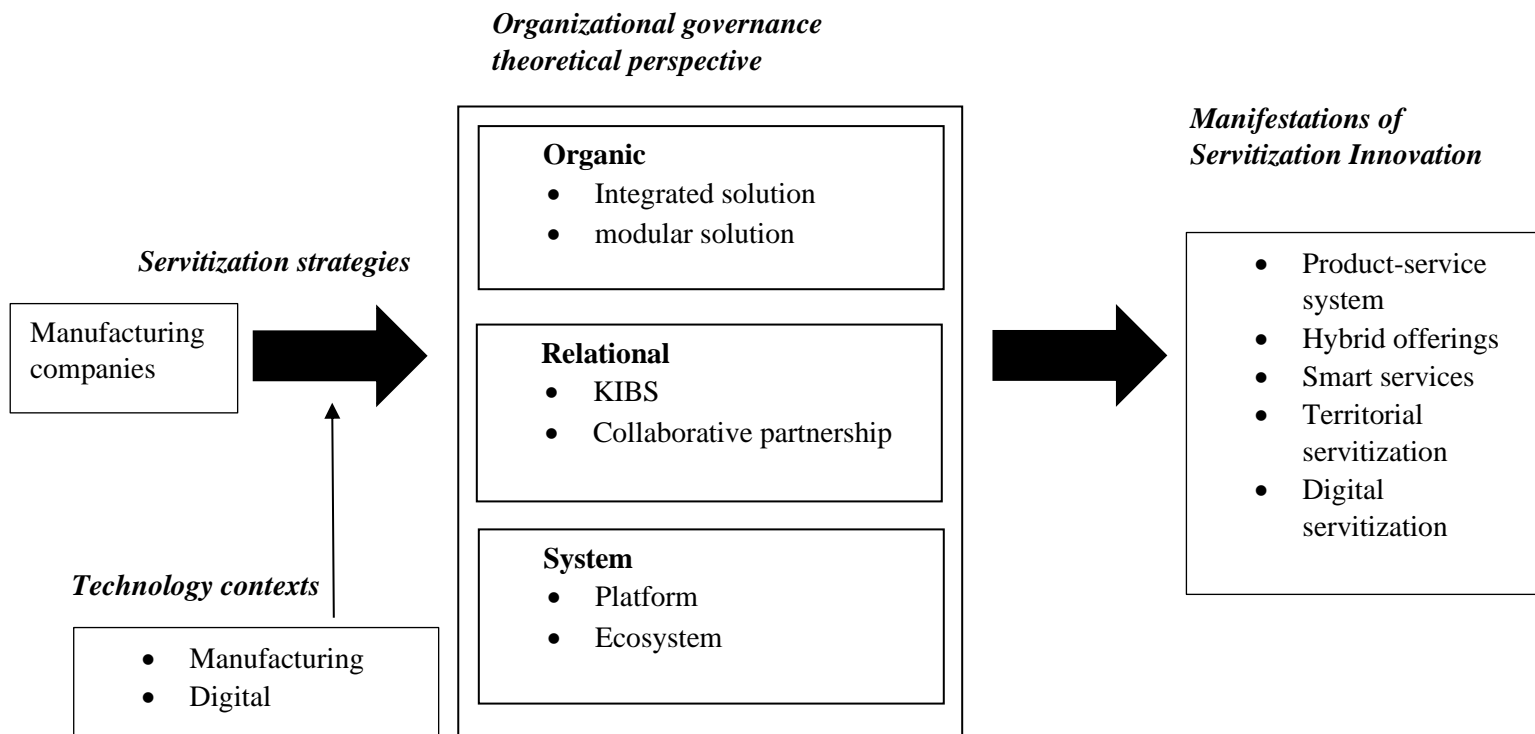 Organizational governance
theoretical perspective
Manifestations of
Servitization Innovation
Servitization strategies
Manufacturing
companies
Technology contexts
• Manufacturing
• Digital
Organic
• Integrated solution
• modular solution
Relational
• KIBS
• Collaborative partnership
System
• Platform
• Ecosystem
• Product-service
system
• Hybrid offerings
• Smart services
• Territorial
servitization
• Digital
servitization